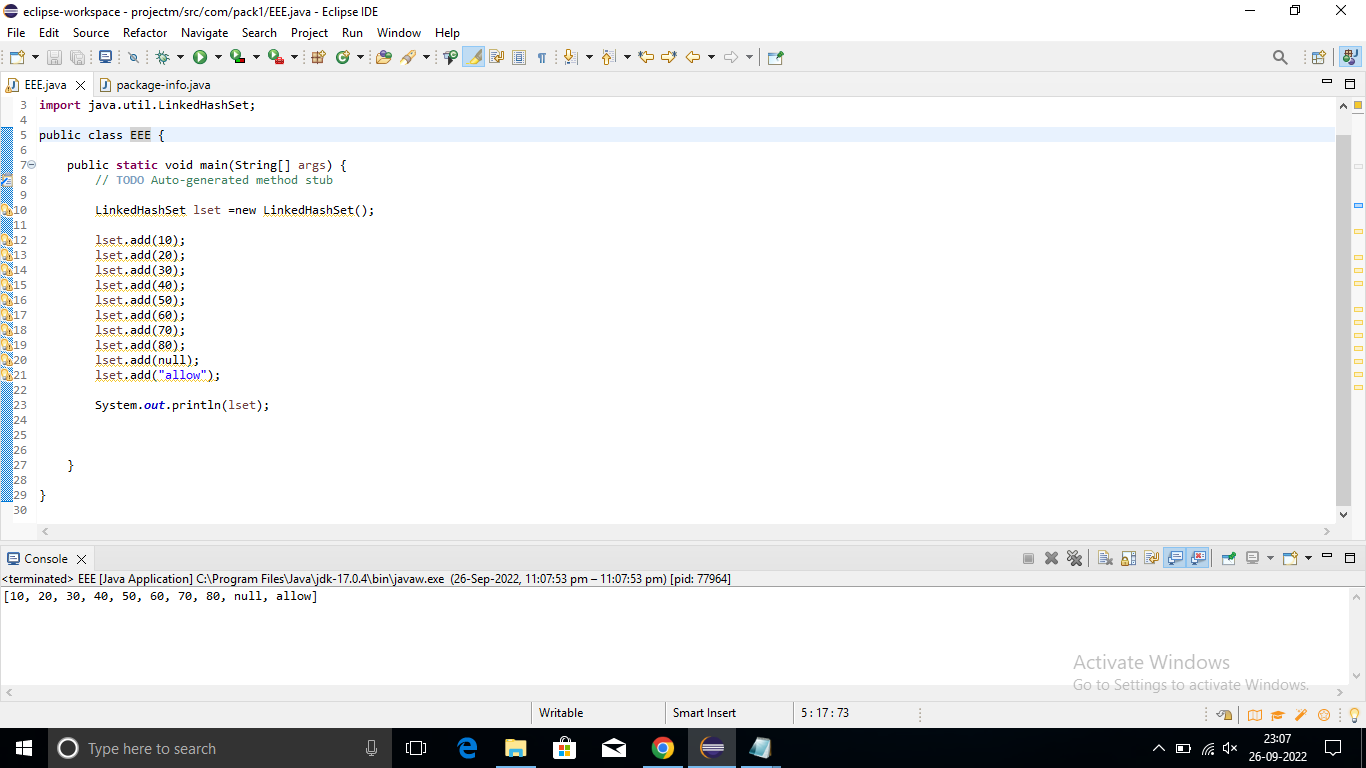 eclipse-workspace - projectm/src/com/pack1/EEE.java - Eclipse IDE
File Edit Source Refactor Navigate Search Project Run Window Help
EEE.java package-info.java
3 import java.util.LinkedHashSet;
4
5 public class EEE {
6
7 public static void main(String[] args) {
8 // TODO Auto-generated method stub
9
10 LinkedHashSet lset =new LinkedHashSet();
11
12 lset.add(10);
13 lset.add(20);
14 lset.add(30);
15 lset.add(40);
16 lset.add(50);
17 lset.add(60);
18 lset.add(70);
19 lset.add(80);
20 lset.add(null);
21 lset.add("allow");
22
23 System.out.println(lset);
24
25
26
27 }
28
29 }
30
Console
<terminated> EEE [Java Application] C:\Program Files\Java\jdk-17.0.4\bin\javaw.exe (26-Sep-2022, 11:07:53 pm – 11:07:53 pm) [pid: 77964]
[10, 20, 30, 40, 50, 60, 70, 80, null, allow]
Activate Windows
Go to Settings to activate Windows.
Writable Smart Insert 5 : 17 : 73
Type here to search
23:07
26-09-2022